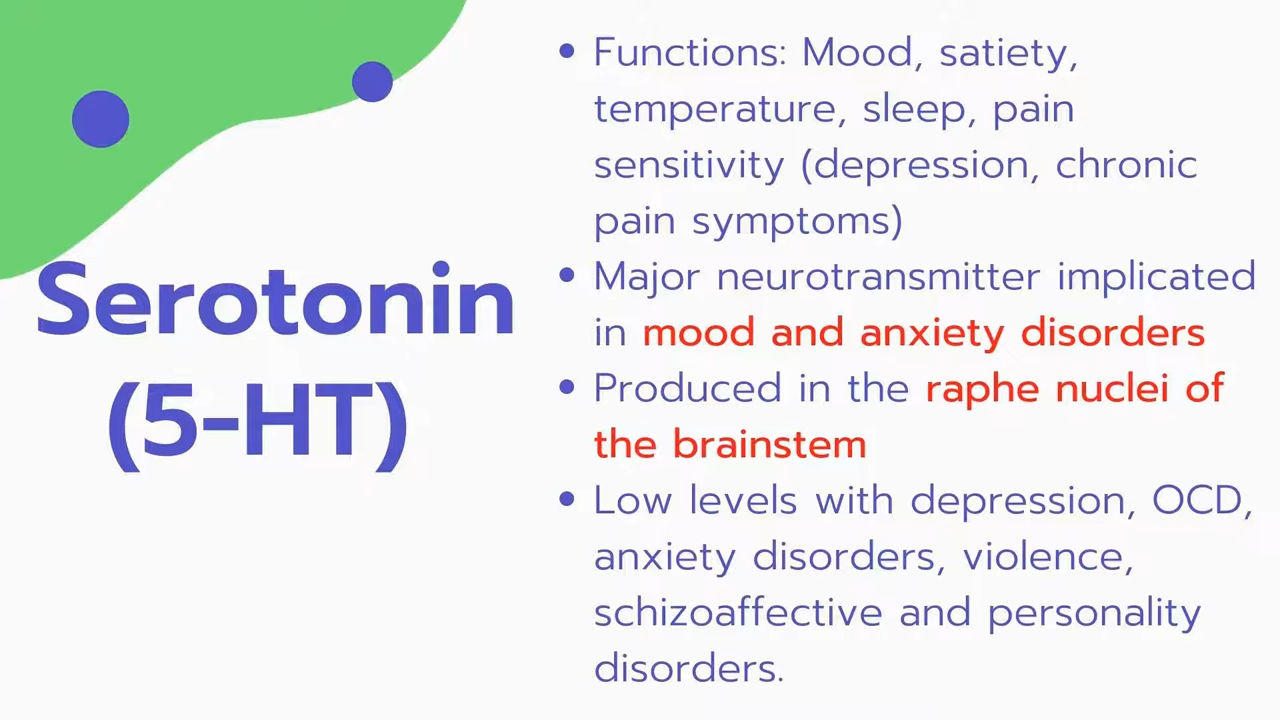 Serotonin
(5-HT)
• Functions: Mood, satiety,
temperature, sleep, pain
sensitivity (depression, chronic
pain symptoms)
• Major neurotransmitter implicated
in mood and anxiety disorders
• Produced in the raphe nuclei of
the brainstem
• Low levels with depression, OCD,
anxiety disorders, violence,
schizoaffective and personality
disorders.